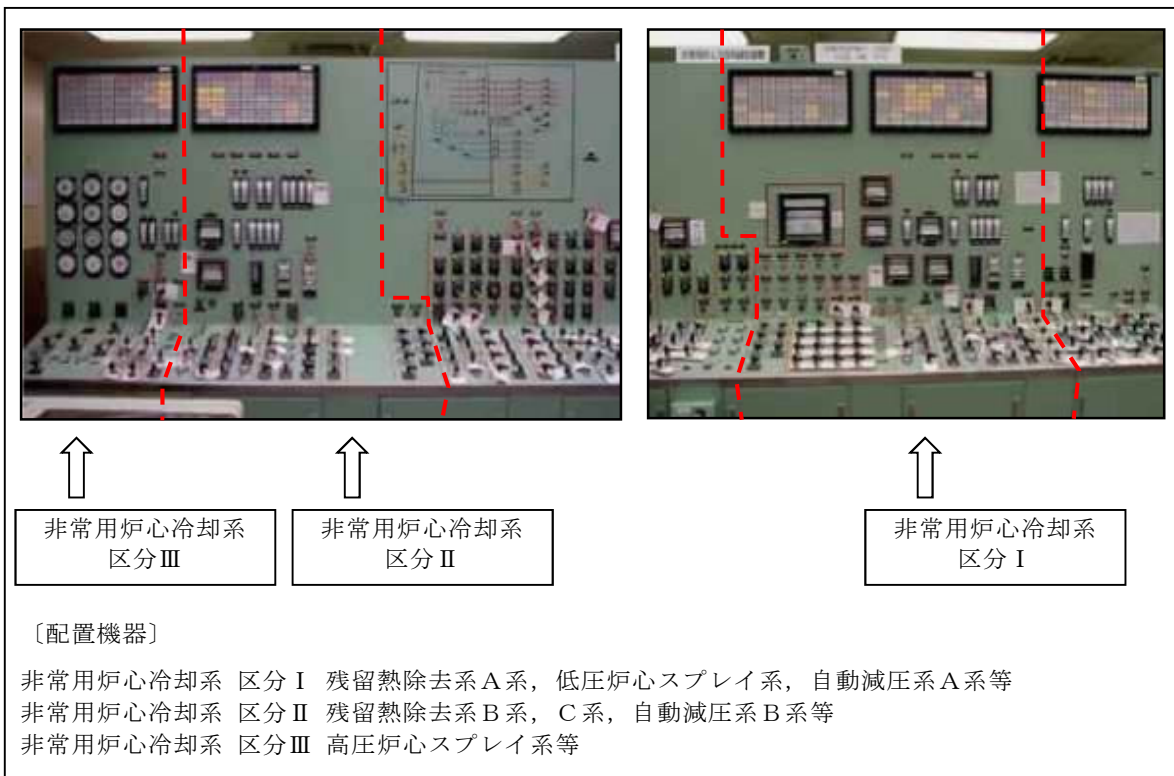 非常用炉心冷却系
区分Ⅲ
非常用炉心冷却系
区分Ⅱ
非常用炉心冷却系
区分Ⅰ
〔配置機器〕
非常用炉心冷却系 区分Ⅰ 残留熱除去系A系，低圧炉心スプレイ系，自動減圧系A系等
非常用炉心冷却系 区分Ⅱ 残留熱除去系B系，C系，自動減圧系B系等
非常用炉心冷却系 区分Ⅲ 高圧炉心スプレイ系等